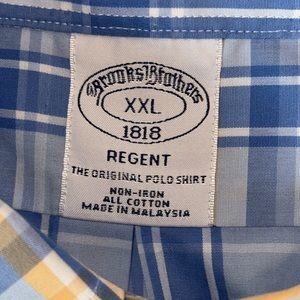 Brooks Brothers
XXL
1818
REGENT
THE ORIGINAL POLO SHIRT
NON-IRON
ALL COTTON
MADE IN MALAYSIA